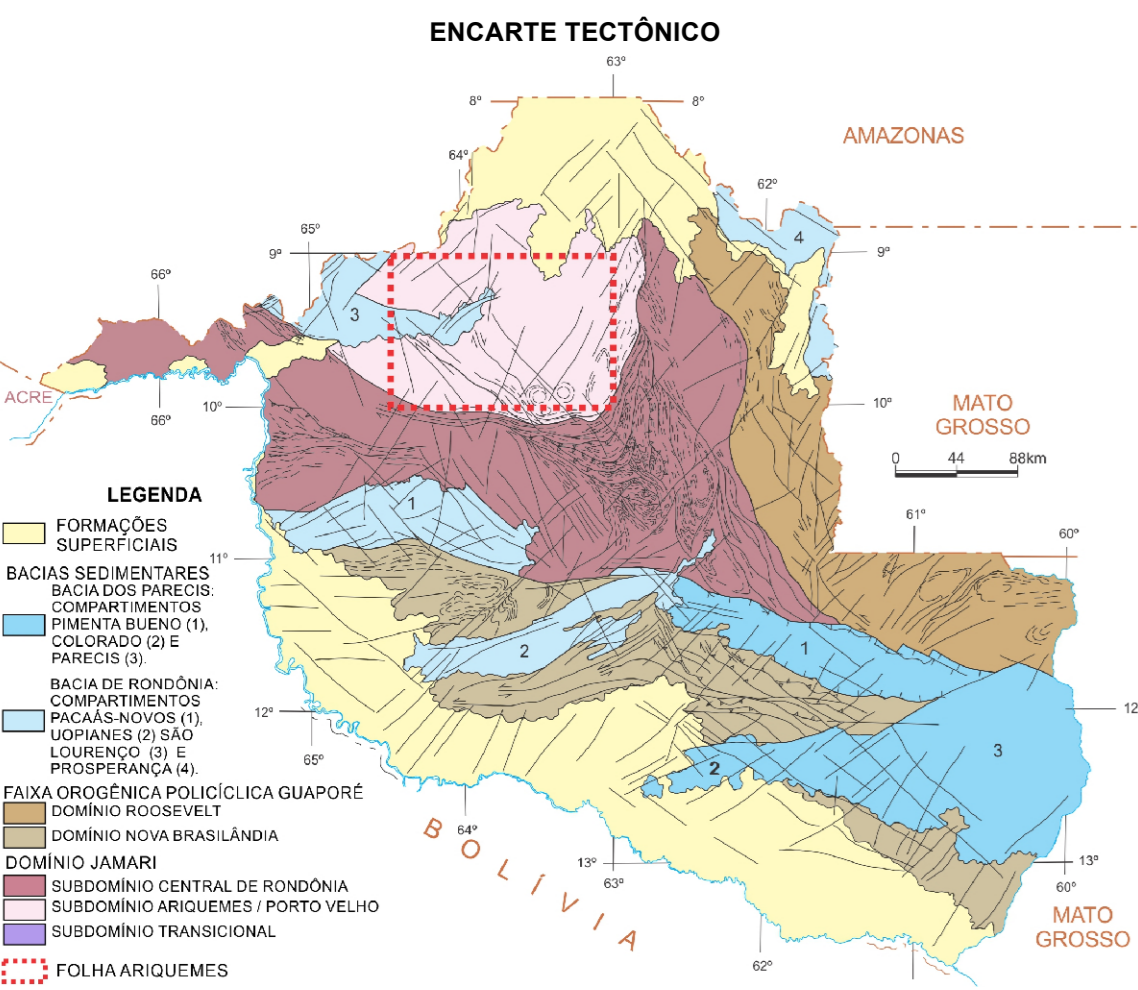 ENCARTE TECTÔNICO
63º
8º
8º
AMAZONAS
64º
62º
65º
4
9º
9º
66º
3
ACRE
66º
10º
10º
MATO
GROSSO
0 44 88km
LEGENDA
FORMAÇÕES
SUPERFICIAIS
BACIAS SEDIMENTARES
BACIA DOS PARECIS:
COMPARTIMENTOS
PIMENTA BUENO (1),
COLORADO (2) E
PARECIS (3).
BACIA DE RONDÔNIA:
COMPARTIMENTOS
PACAÁS-NOVOS (1),
UOPIANES (2) SÃO
LOURENÇO (3) E
PROSPERANÇA (4).
FAIXA OROGÊNICA POLICÍCLICA GUAPORÉ
DOMÍNIO ROOSEVELT
DOMÍNIO NOVA BRASILÂNDIA
DOMÍNIO JAMARI
SUBDOMÍNIO CENTRAL DE RONDÔNIA
SUBDOMÍNIO ARIQUEMES / PORTO VELHO
SUBDOMÍNIO TRANSICIONAL
FOLHA ARIQUEMES
1
61º
60º
11º
11º
1
2
12º
12
3
65º
2
64º
BOLÍVIA
13º
63º
13º
60º
MATO
GROSSO
62º